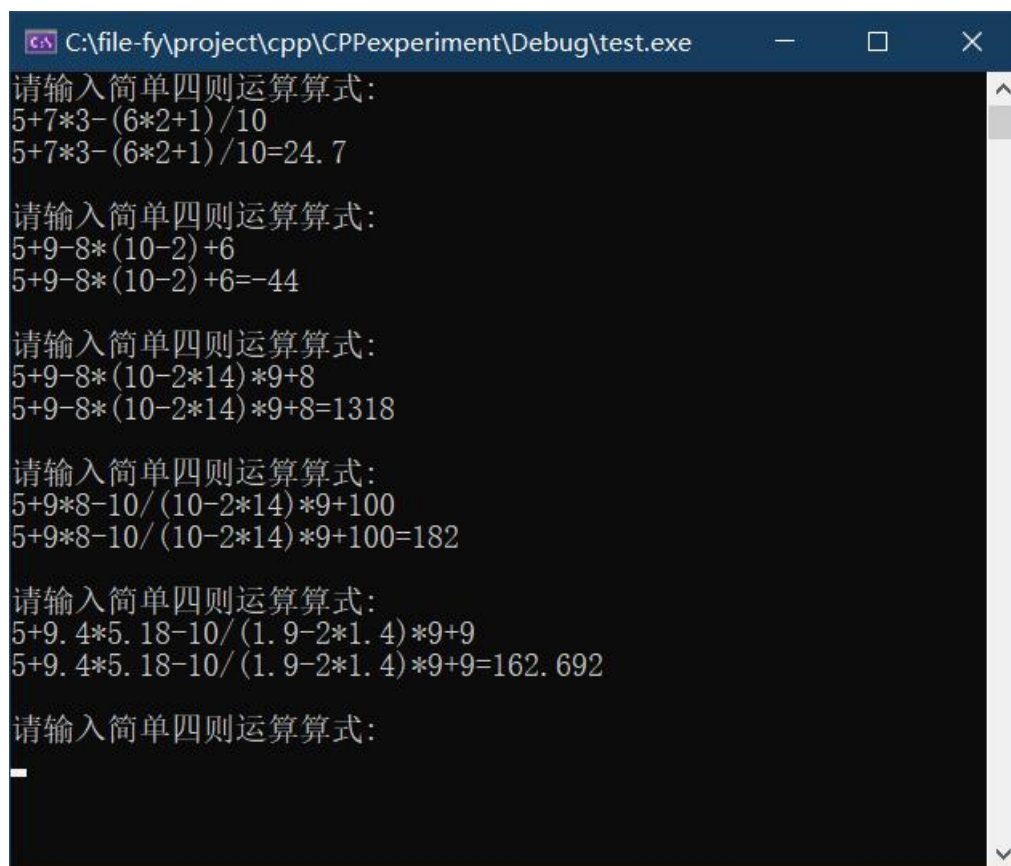 C:\file-fy\project\cpp\CPPexperiment\Debug\test.exe
请输入简单四则运算算式:
5+7*3-(6*2+1)/10
5+7*3-(6*2+1)/10=24.7
请输入简单四则运算算式:
5+9-8*(10-2)+6
5+9-8*(10-2)+6=-44
请输入简单四则运算算式:
5+9-8*(10-2*14)*9+8
5+9-8*(10-2*14)*9+8=1318
请输入简单四则运算算式:
5+9*8-10/(10-2*14)*9+100
5+9*8-10/(10-2*14)*9+100=182
请输入简单四则运算算式:
5+9.4*5.18-10/(1.9-2*1.4)*9+9
5+9.4*5.18-10/(1.9-2*1.4)*9+9=162.692
请输入简单四则运算算式: